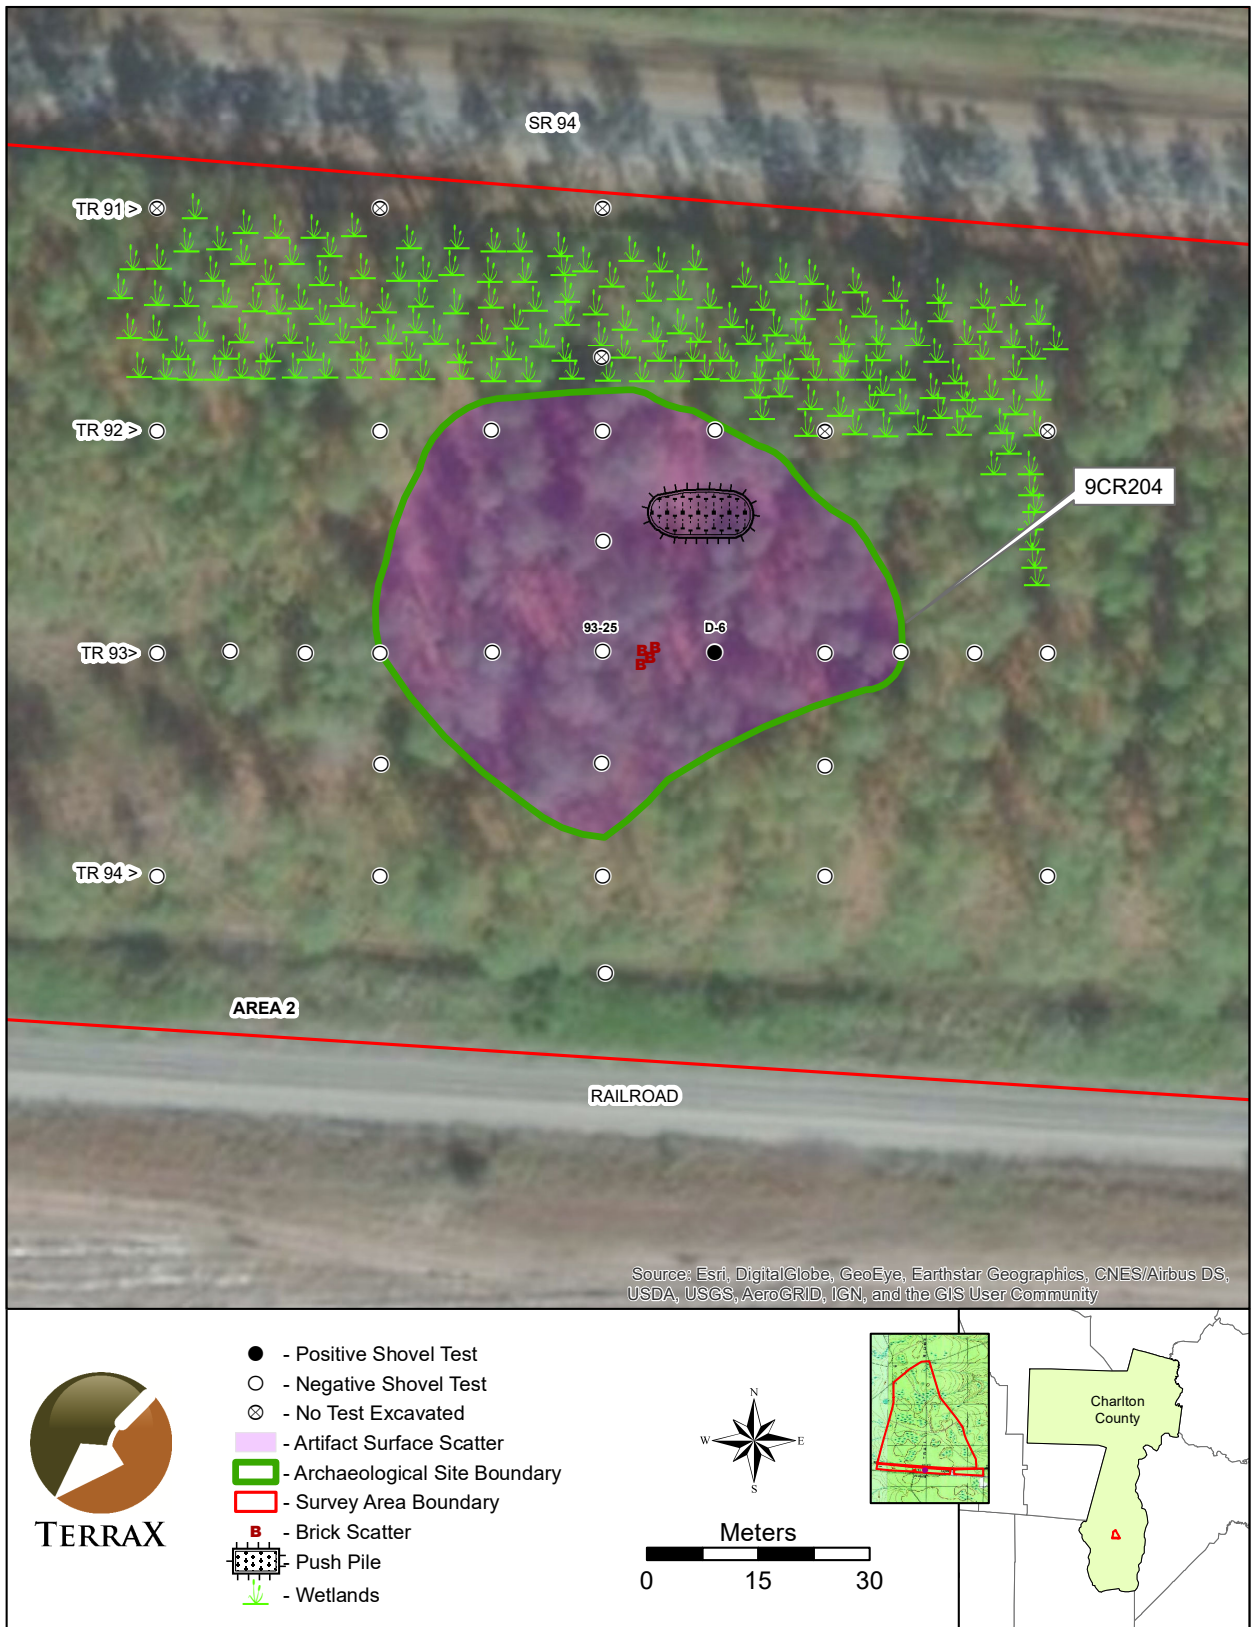 SR 94
TR 91 >
TR 92 >
9CR204
93-25
D-6
TR 93>
B B
B
B
TR 94 >
AREA 2
RAILROAD
Source: Esri, DigitalGlobe, GeoEye, Earthstar Geographics, CNES/Airbus DS,
USDA, USGS, AeroGRID, IGN, and the GIS User Community
TERRAX
- Positive Shovel Test
- Negative Shovel Test
- No Test Excavated
- Artifact Surface Scatter
- Archaeological Site Boundary
- Survey Area Boundary
B - Brick Scatter
- Push Pile
- Wetlands
N
W E
S
Meters
0 15 30
Charlton
County